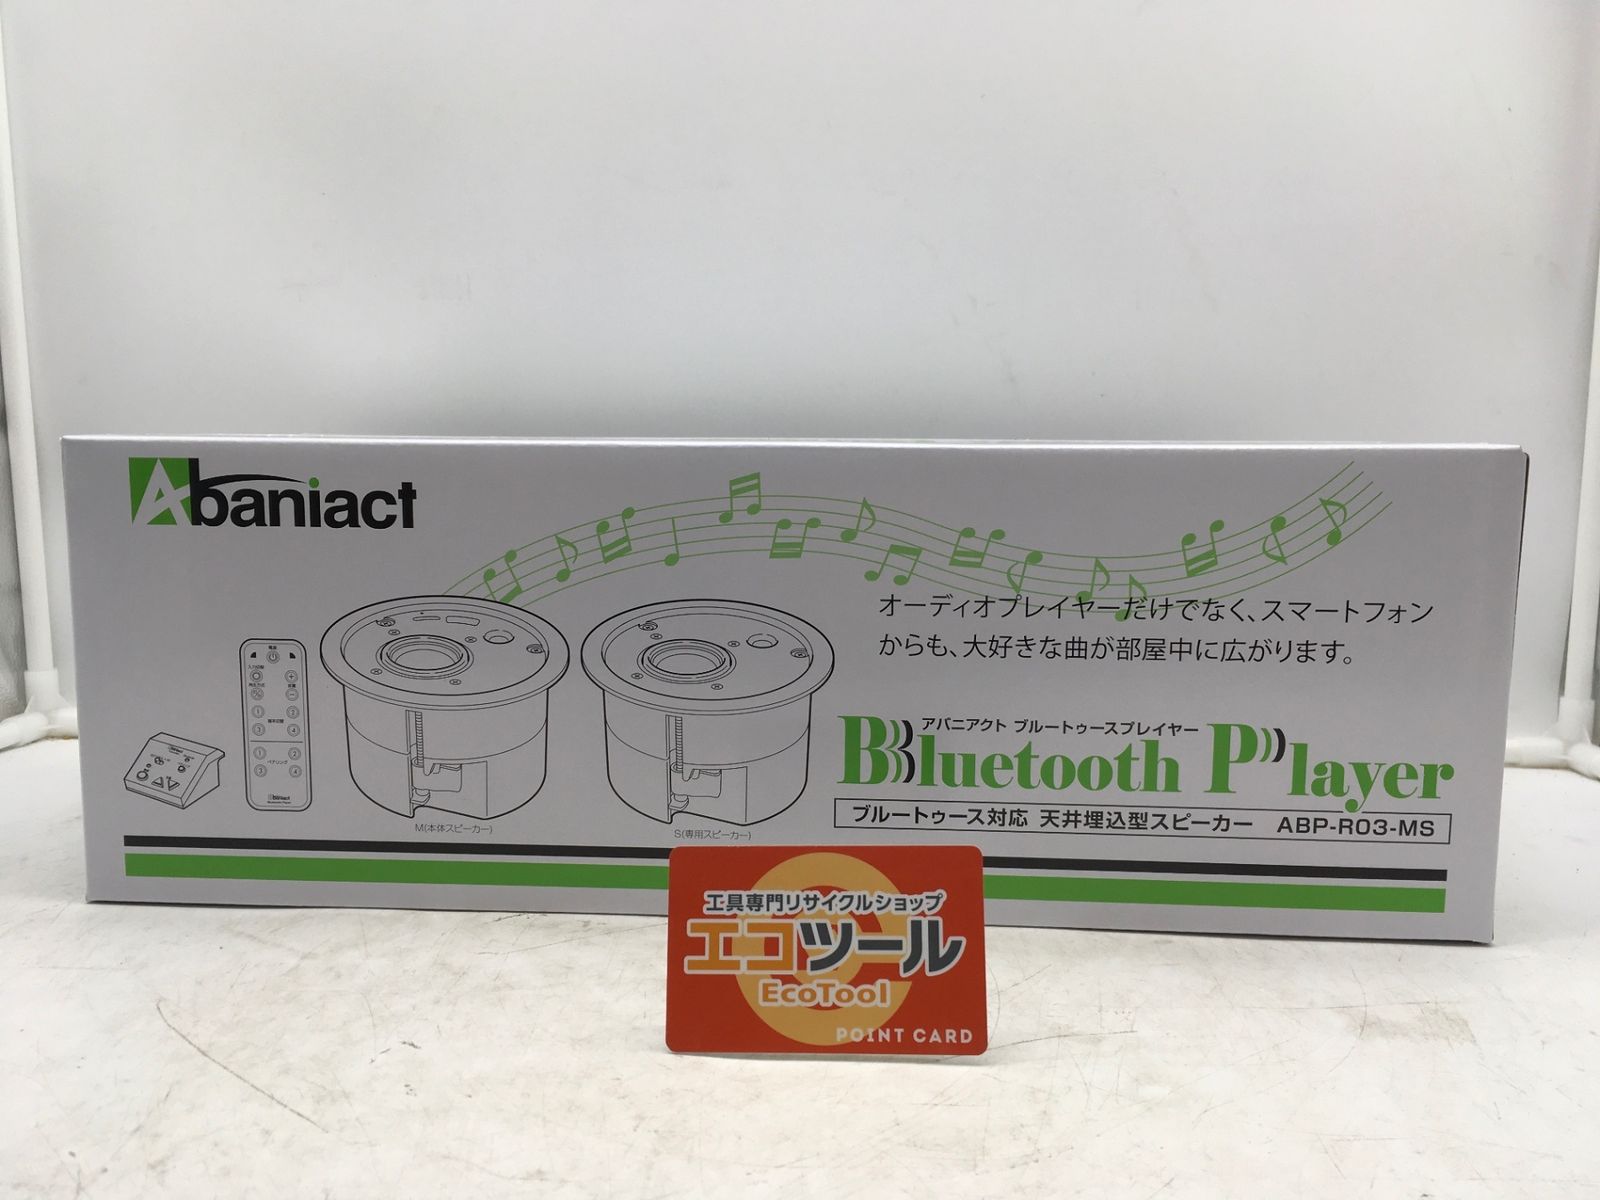 Abaniact
オーディオプレイヤーだけでなく、スマートフォン
からも、大好きな曲が部屋中に広がります。
アバニアクト ブルートゥースプレイヤー
Bluetooth Player
ブルートゥース対応 天井埋込型スピーカー ABP-R03-MS
M(本体スピーカー)
S(専用スピーカー)
工具専門リサイクルショップ
エコツール
EcoTool
POINT CARD